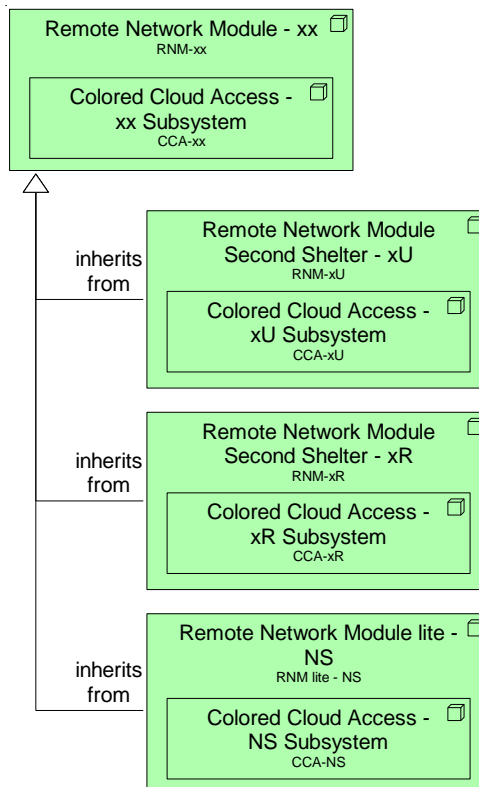 Remote Network Module - xx
RNM-xx
Colored Cloud Access -
xx Subsystem
CCA-xx
inherits
from
Remote Network Module
Second Shelter - xU
RNM-xU
Colored Cloud Access -
xU Subsystem
CCA-xU
inherits
from
Remote Network Module
Second Shelter - xR
RNM-xR
Colored Cloud Access -
xR Subsystem
CCA-xR
inherits
from
Remote Network Module lite -
NS
RNM lite - NS
Colored Cloud Access -
NS Subsystem
CCA-NS